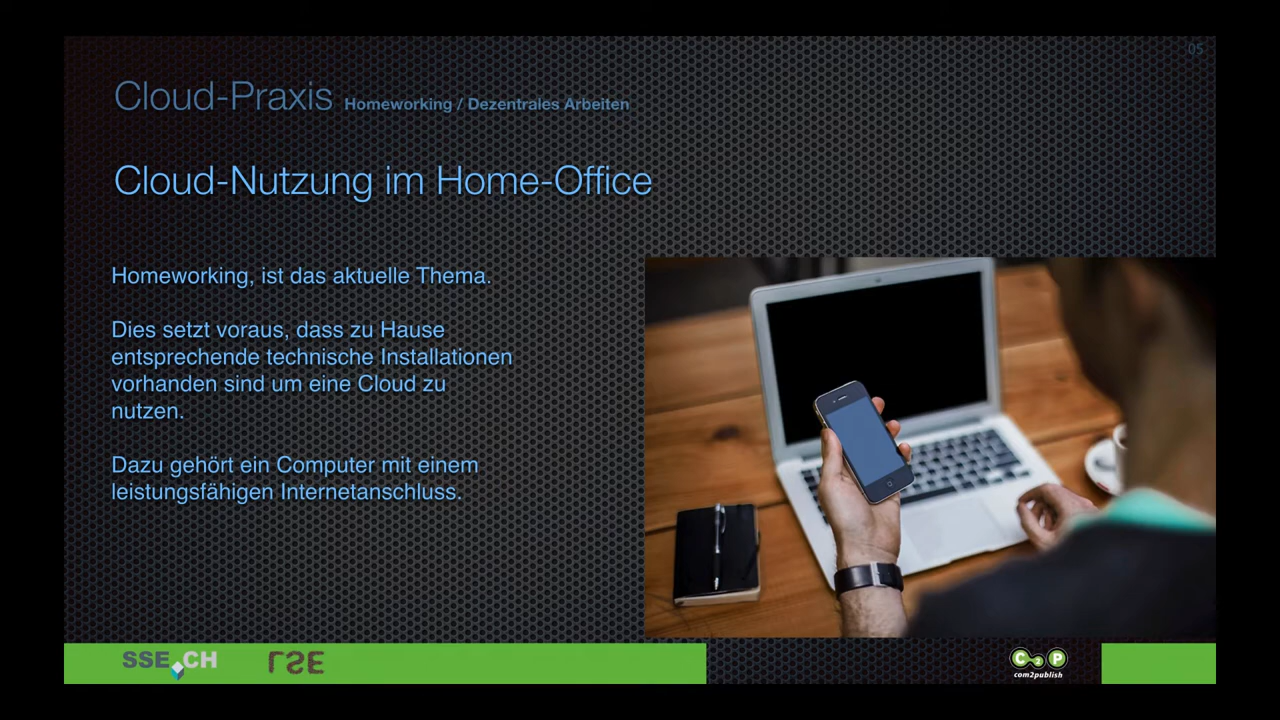 05
Cloud-Praxis Homeworking / Dezentrales Arbeiten
Cloud-Nutzung im Home-Office
Homeworking, ist das aktuelle Thema.
Dies setzt voraus, dass zu Hause
entsprechende technische Installationen
vorhanden sind um eine Cloud zu
nutzen.
Dazu gehört ein Computer mit einem
leistungsfähigen Internetanschluss.
SSE CH
C2P
com2publish